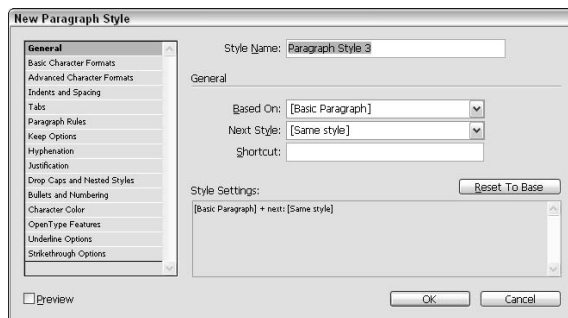 New Paragraph Style
General
Basic Character Formats
Advanced Character Formats
Indents and Spacing
Tabs
Paragraph Rules
Keep Options
Hyphenation
Justification
Drop Caps and Nested Styles
Bullets and Numbering
Character Color
OpenType Features
Underline Options
Strikethrough Options
Style Name: Paragraph Style 3
General
Based On: [Basic Paragraph]
Next Style: [Same style]
Shortcut:
Style Settings: Reset To Base
[Basic Paragraph] + next: [Same style]
Preview OK Cancel